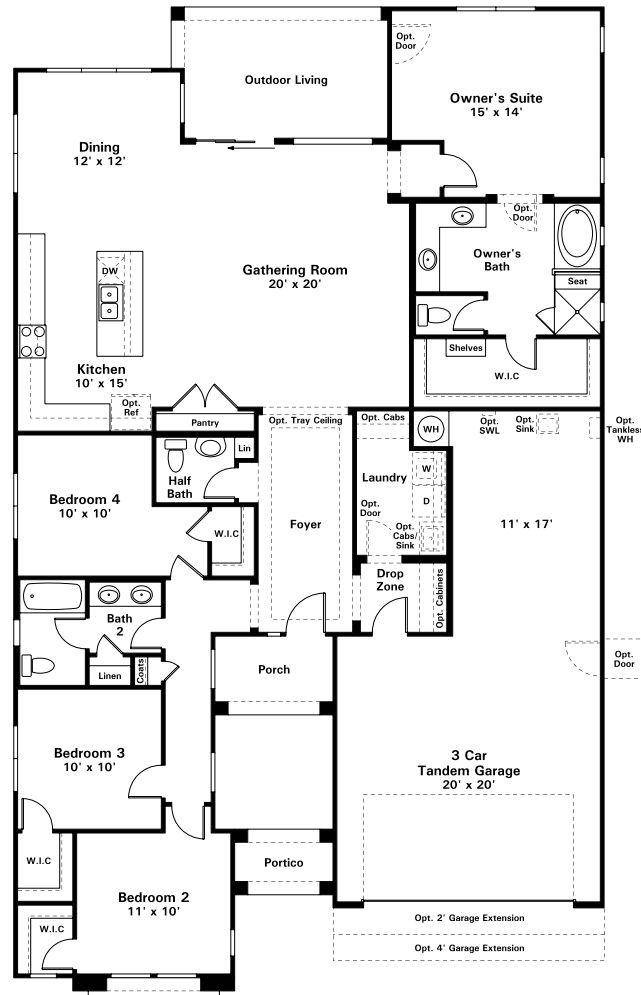 Opt.
Door
Outdoor Living
Owner's Suite
15' x 14'
Dining
12' x 12'
Opt.
Door
Owner's
Bath
DW
Gathering Room
20' x 20'
Seat
Shelves
Kitchen
10' x 15'
W.I.C
Opt.
Ref
Pantry
Opt. Tray Ceiling
Opt. Cabs
WH
Opt.
SWL
Opt.
Sink
Opt.
Tankless
WH
Lin
Half
Bath
Laundry
W
D
Bedroom 4
10' x 10'
Opt.
Door
Foyer
11' x 17'
W.I.C
Opt.
Cabs/
Sink
Drop
Zone
Opt. Cabinets
Bath
2
Linen
Coats
Porch
Opt.
Door
Bedroom 3
10' x 10'
3 Car
Tandem Garage
20' x 20'
W.I.C
Portico
Bedroom 2
11' x 10'
W.I.C
Opt. 2' Garage Extension
Opt. 4' Garage Extension